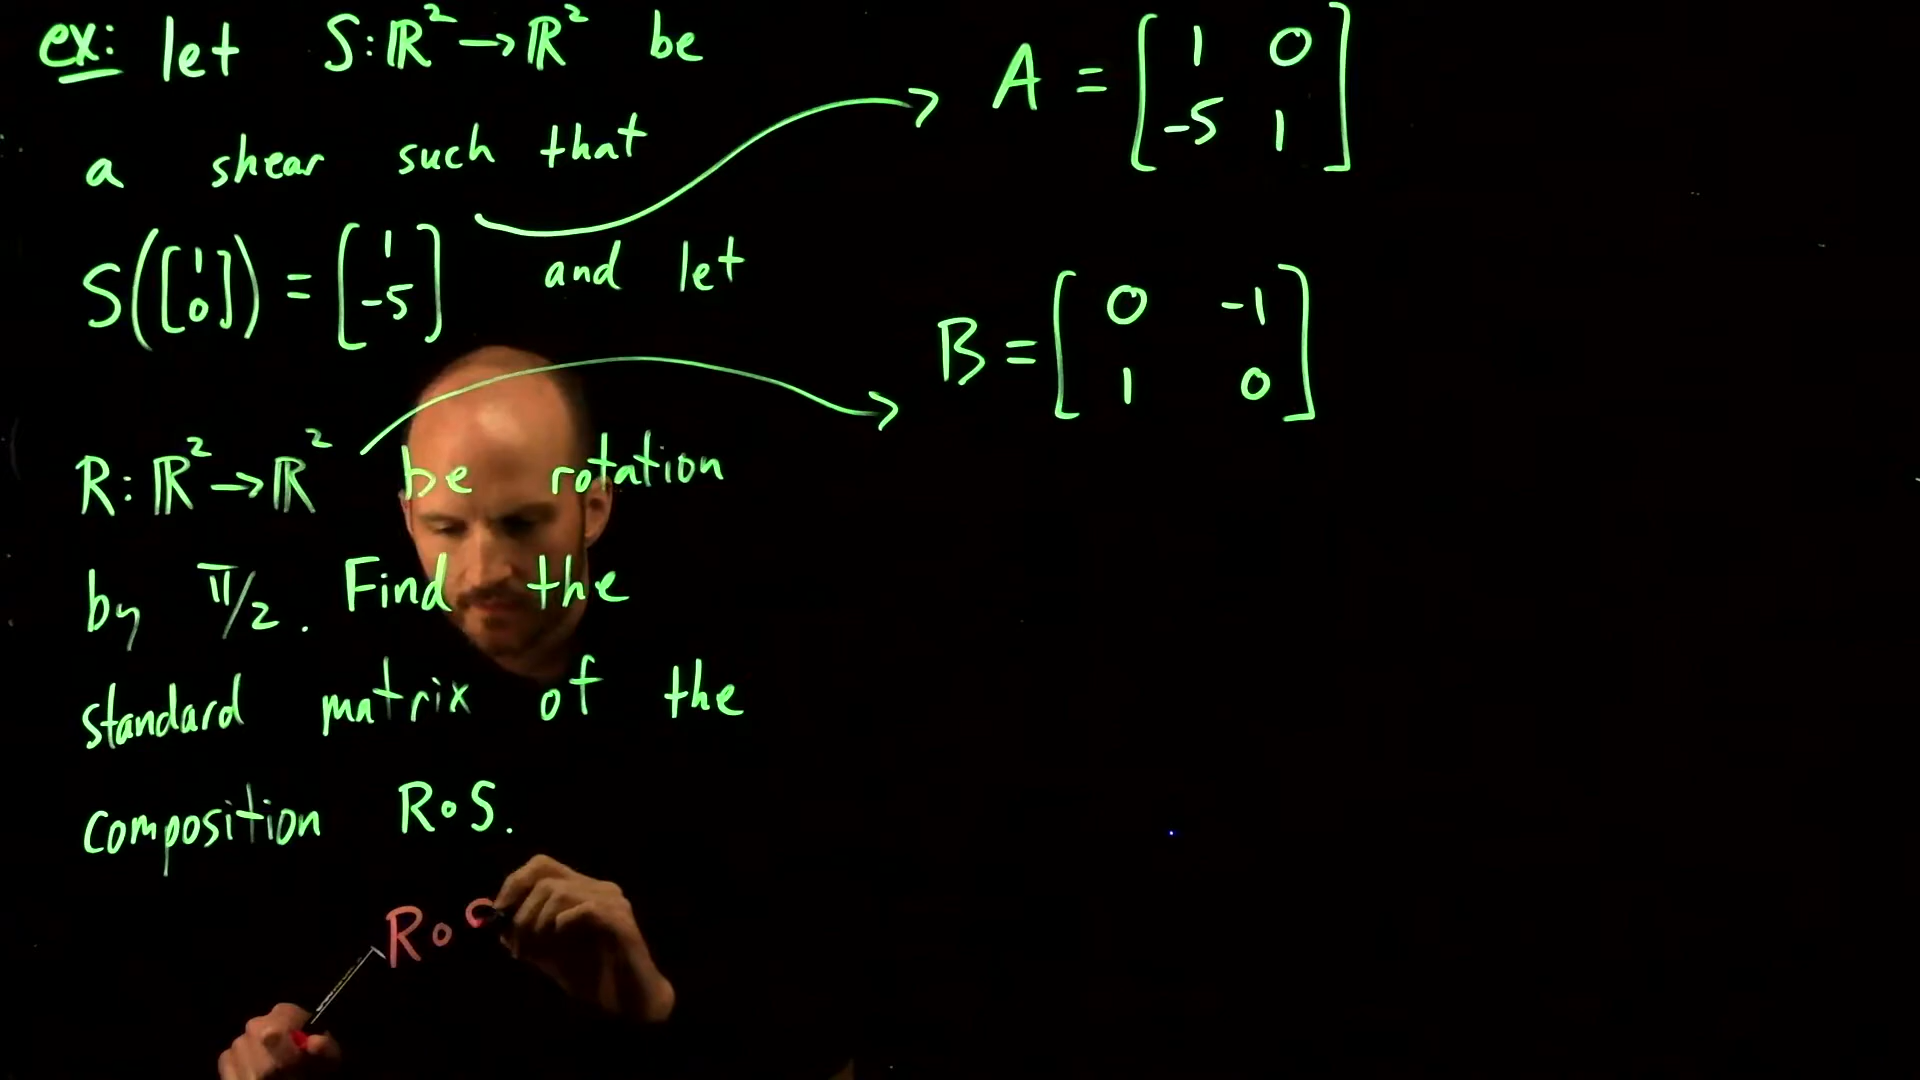 ex: let S: ℝ² → ℝ² be
a shear such that
S([1 0]) = [1 -5] and let
R: ℝ² → ℝ² be rotation
by π/2. Find the
standard matrix of the
composition R∘S.
R∘S
A = [1 0
-5 1]
B = [0 -1
1 0]